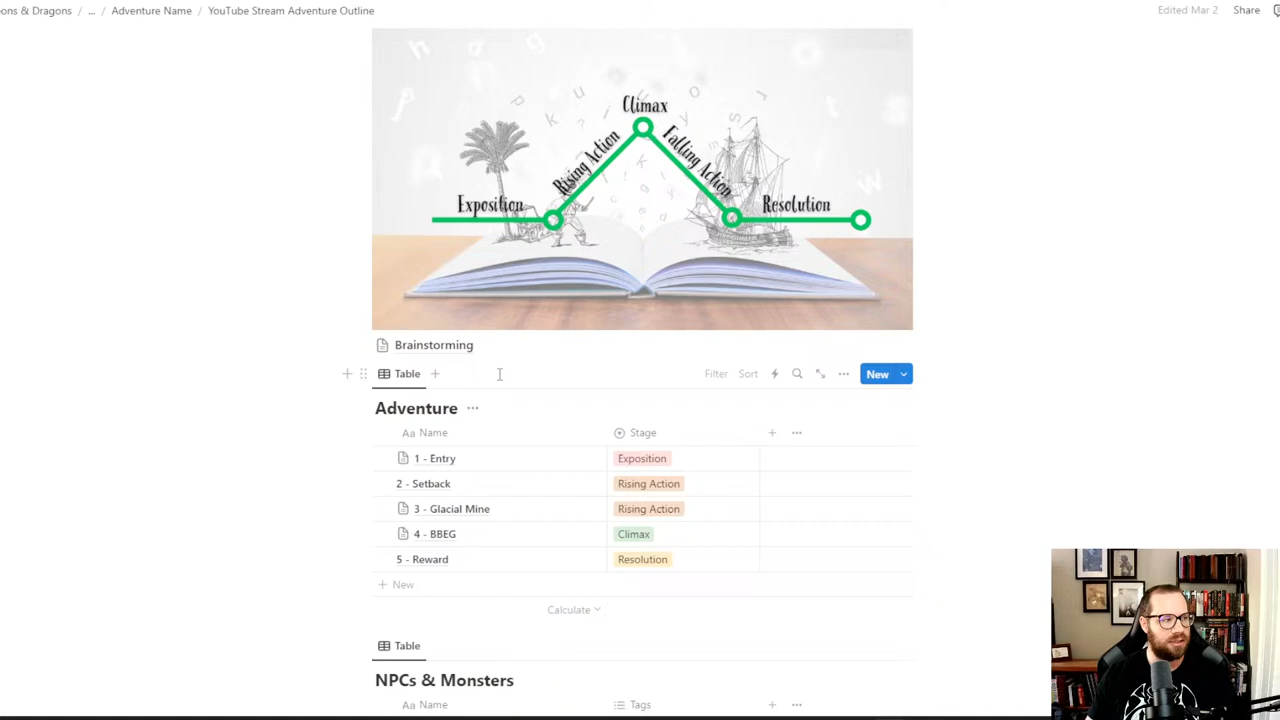 ons & Dragons / ... / Adventure Name / YouTube Stream Adventure Outline
Edited Mar 2 Share
Climax
Rising Action
Falling Action
Exposition
Resolution
Brainstorming
Table
Filter Sort New
Adventure
Aa Name Stage
1 - Entry Exposition
2 - Setback Rising Action
3 - Glacial Mine Rising Action
4 - BBEG Climax
5 - Reward Resolution
+ New
Calculate
Table
NPCs & Monsters
Aa Name Tags